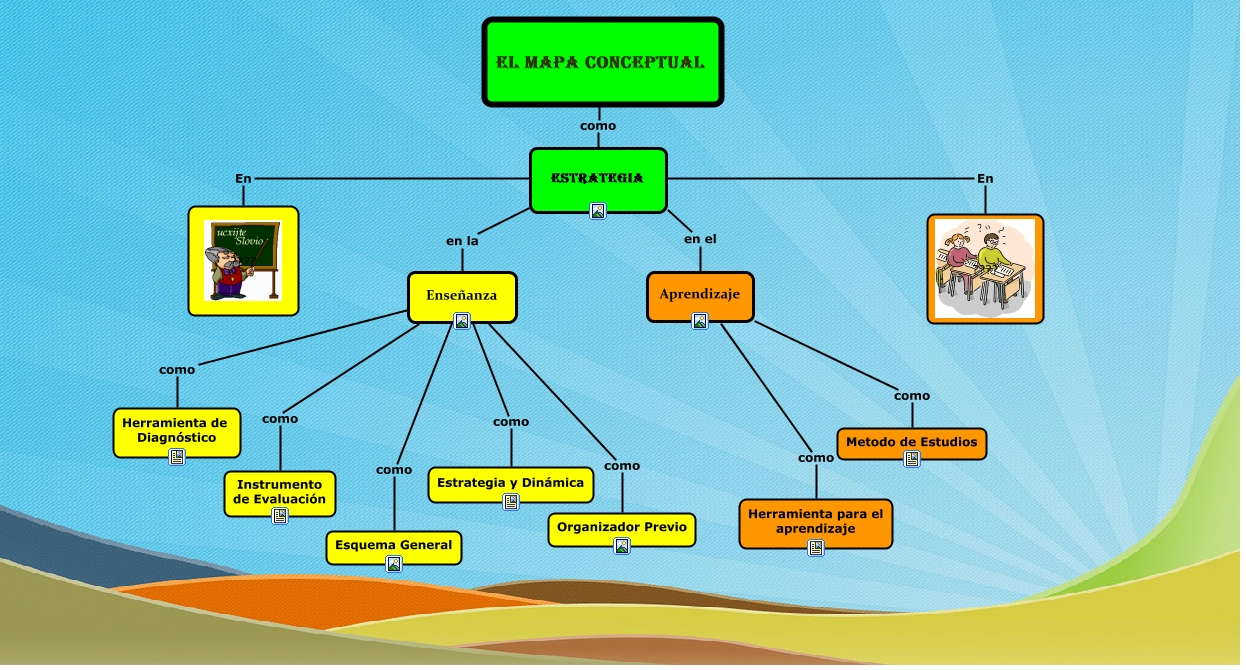 EL MAPA CONCEPTUAL
como
ESTRATEGIA
En
En
ucxijte
Slovio!
en la
en el
Enseñanza
Aprendizaje
como
Herramienta de
Diagnóstico
como
Instrumento
de Evaluación
como
Esquema General
como
Estrategia y Dinámica
como
Organizador Previo
como
Herramienta para el
aprendizaje
como
Metodo de Estudios